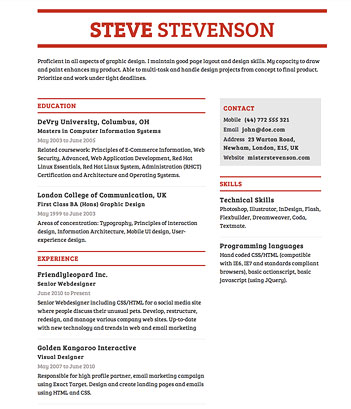 STEVE STEVENSON
Proficient in all aspects of graphic design. I maintain good page layout and design skills. My capacity to draw
and paint enhances my product. Able to multi-task and handle design projects from concept to final product.
Prioritize and work under tight deadlines.
EDUCATION
DeVry University, Columbus, OH
Masters in Computer Information Systems
May 2003 to June 2005
Related coursework: Principles of E-Commerce Information, Web
Security, Advanced, Web Application Development, Red Hat
Linux Essentials, Red Hat Linux System, Administration (RHCT)
Certification and Architecture and Operating Systems.
London College of Communication, UK
First Class BA (Hons) Graphic Design
May 1999 to June 2003
Areas of concentration: Typography, Principles of interaction
design, Information Architecture, Mobile UI design, User-
experience design.
EXPERIENCE
Friendlyleopard Inc.
Senior Webdesigner
June 2010 to Present
Senior Webdesigner including CSS/HTML for a social media site
where people discuss their unusual pets. Develop, restructure,
redesign, and manage various company web sites. Up-to-date
with new technology and trends in web and email marketing
Golden Kangaroo Interactive
Visual Designer
May 2007 to June 2010
Responsible for high profile partner, email marketing campaign
using Exact Target. Design and create landing pages and emails
using HTML and CSS.
CONTACT
Mobile (44) 772 555 321
Email john@doe.com
Address 23 Warton Road,
Newham, London, E15, UK
Website misterstevenson.com
SKILLS
Technical Skills
Photoshop, Illustrator, InDesign, Flash,
Flexbuilder, Dreamweaver, Coda,
Textmate.
Programming languages
Hand coded CSS/HTML (compatible
with IE6, IE7 and standards compliant
browsers), basic actionscript, basic
javascript (using JQuery).